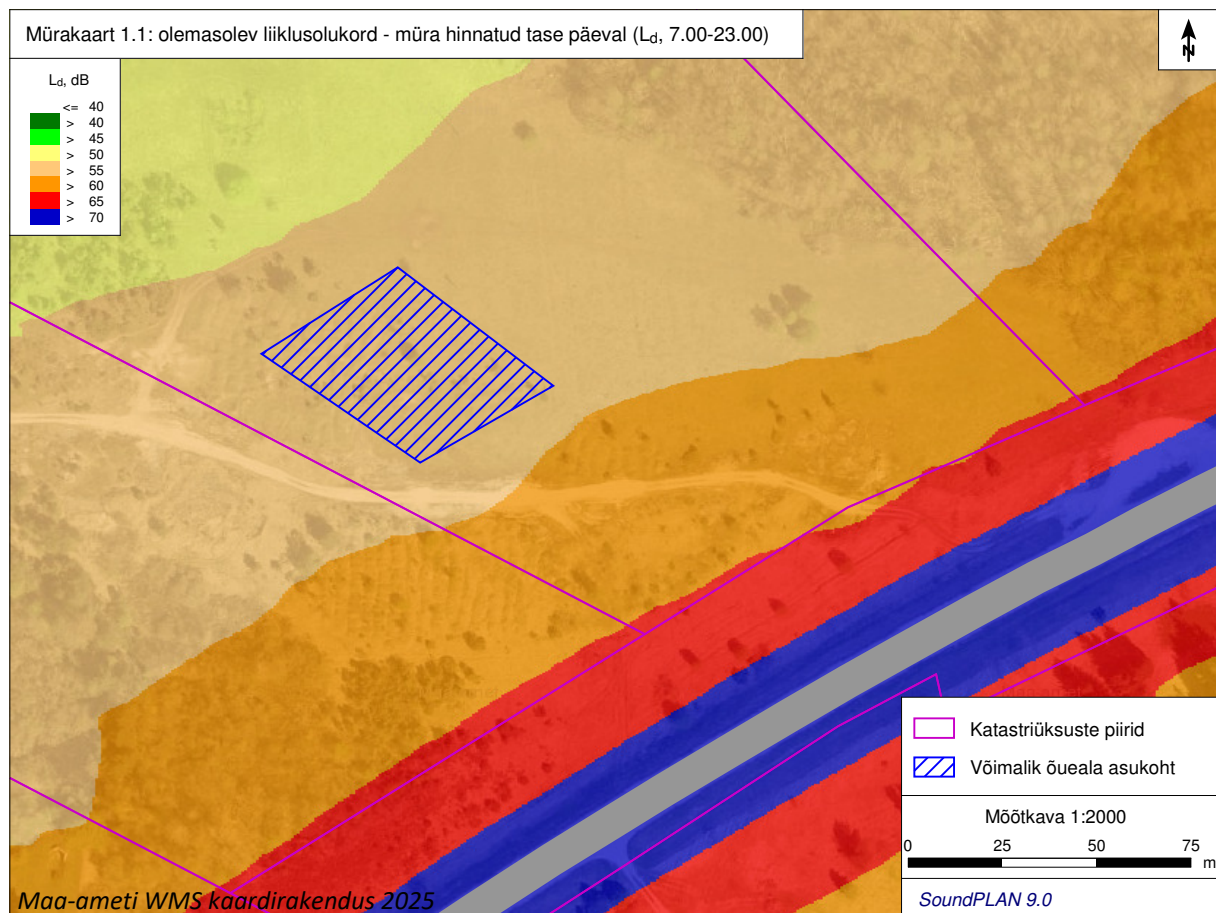 Mürakaart 1.1: olemasolev liiklusolukord - müra hinnatud tase päeval (Ld, 7.00-23.00)
N
Ld, dB
<= 40
> 40
> 45
> 50
> 55
> 60
> 65
> 70
Katastriüksuste piirid
Võimalik õueala asukoht
Mõõtkava 1:2000
0 25 50 75
m
SoundPLAN 9.0
Maa-ameti WMS kaardirakendus 2025